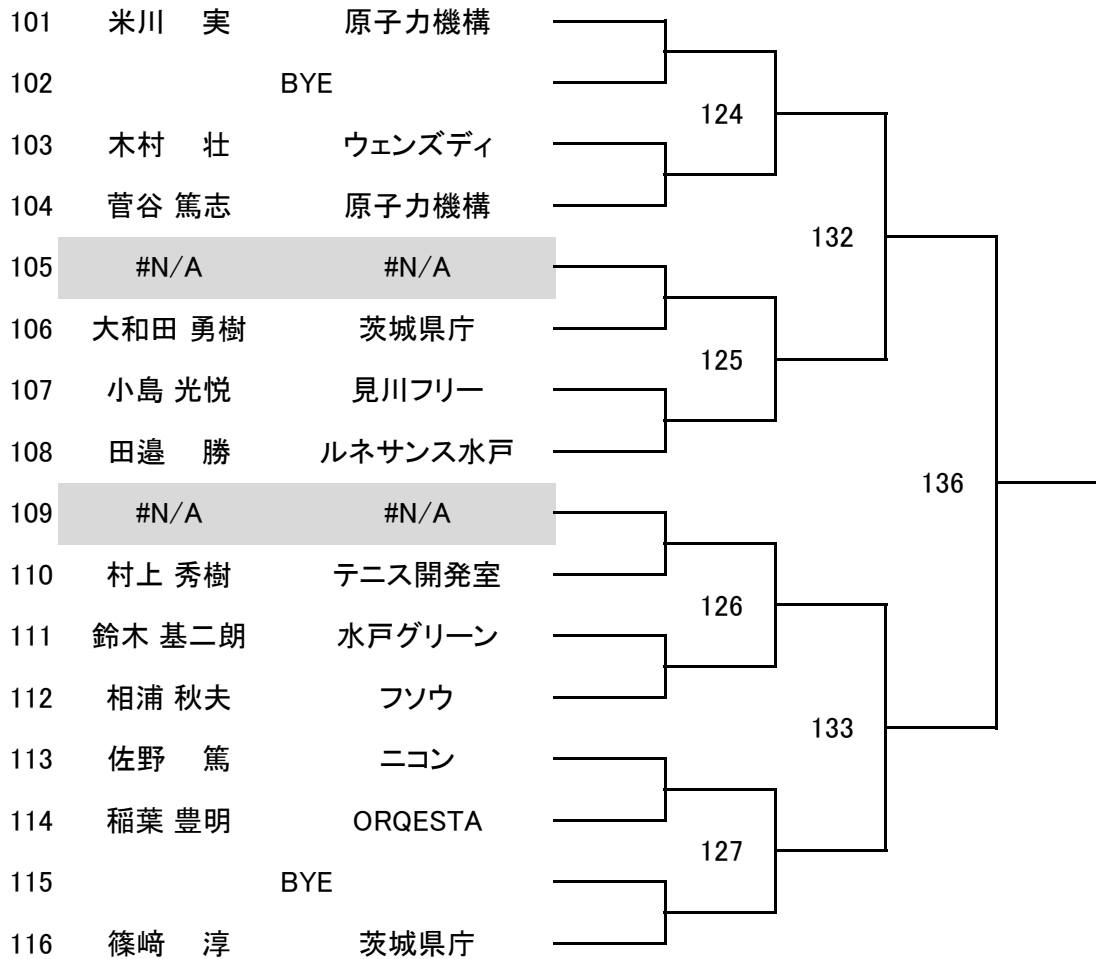 101 米川 実 原子力機構
102 BYE
124
103 木村 壮 ウェンズディ
104 菅谷 篤志 原子力機構
132
105 #N/A #N/A
106 大和田 勇樹 茨城県庁
125
107 小島 光悦 見川フリー
108 田邉 勝 ルネサンス水戸
136
109 #N/A #N/A
110 村上 秀樹 テニス開発室
126
111 鈴木 基二朗 水戸グリーン
112 相浦 秋夫 フソウ
133
113 佐野 篤 ニコン
114 稲葉 豊明 ORQESTA
127
115 BYE
116 篠﨑 淳 茨城県庁